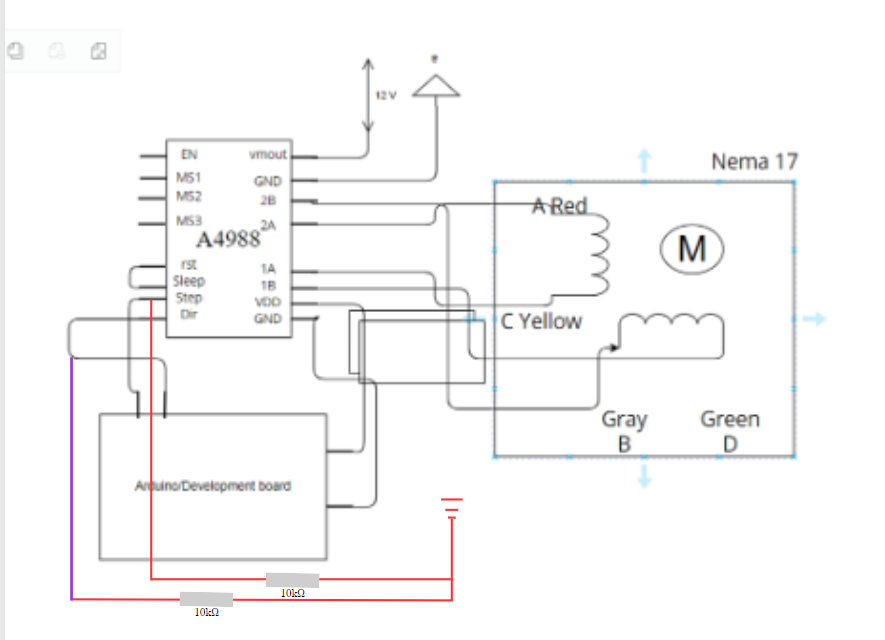 12 V
Nema 17
EN
vmout
MS1
GND
MS2
2B
A Red
MS3
2A
A4988
M
rst
1A
Sleep
1B
Step
VDD
Dir
GND
C Yellow
Gray
Green
B
D
Arduino/Development board
10kΩ
10kΩ